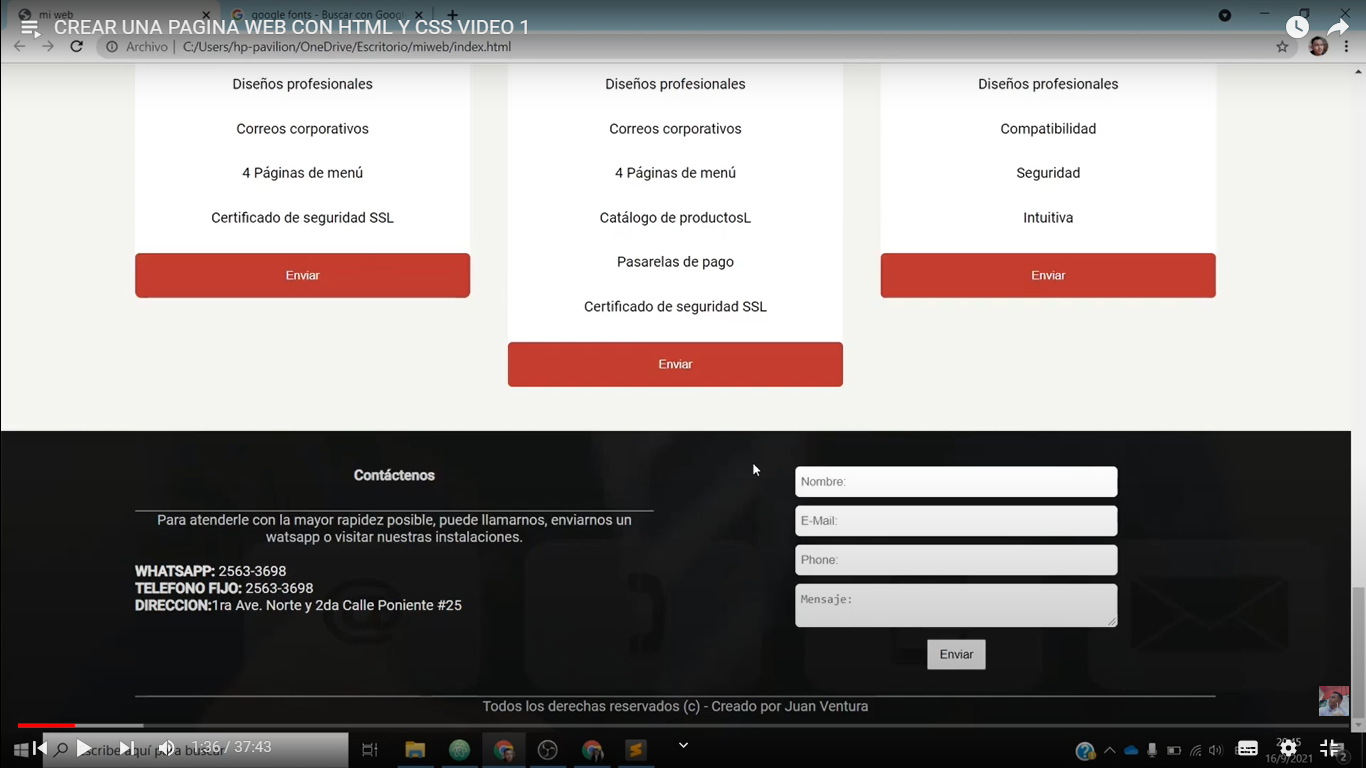 mi web
google fonts - Buscar con Googl
CREAR UNA PAGINA WEB CON HTML Y CSS VIDEO 1
Archivo | C:/Users/hp-pavilion/OneDrive/Escritorio/miweb/index.html
Diseños profesionales
Correos corporativos
4 Páginas de menú
Certificado de seguridad SSL
Enviar
Diseños profesionales
Correos corporativos
4 Páginas de menú
Catálogo de productosL
Pasarelas de pago
Certificado de seguridad SSL
Enviar
Diseños profesionales
Compatibilidad
Seguridad
Intuitiva
Enviar
Contáctenos
Para atenderle con la mayor rapidez posible, puede llamarnos, enviarnos un
watsapp o visitar nuestras instalaciones.
WHATSAPP: 2563-3698
TELEFONO FIJO: 2563-3698
DIRECCION:1ra Ave. Norte y 2da Calle Poniente #25
Nombre:
E-Mail:
Phone:
Mensaje:
Enviar
Todos los derechas reservados (c) - Creado por Juan Ventura
1:36 / 37:43
scribe aquí para buscar
20:45
16/9/2021
2